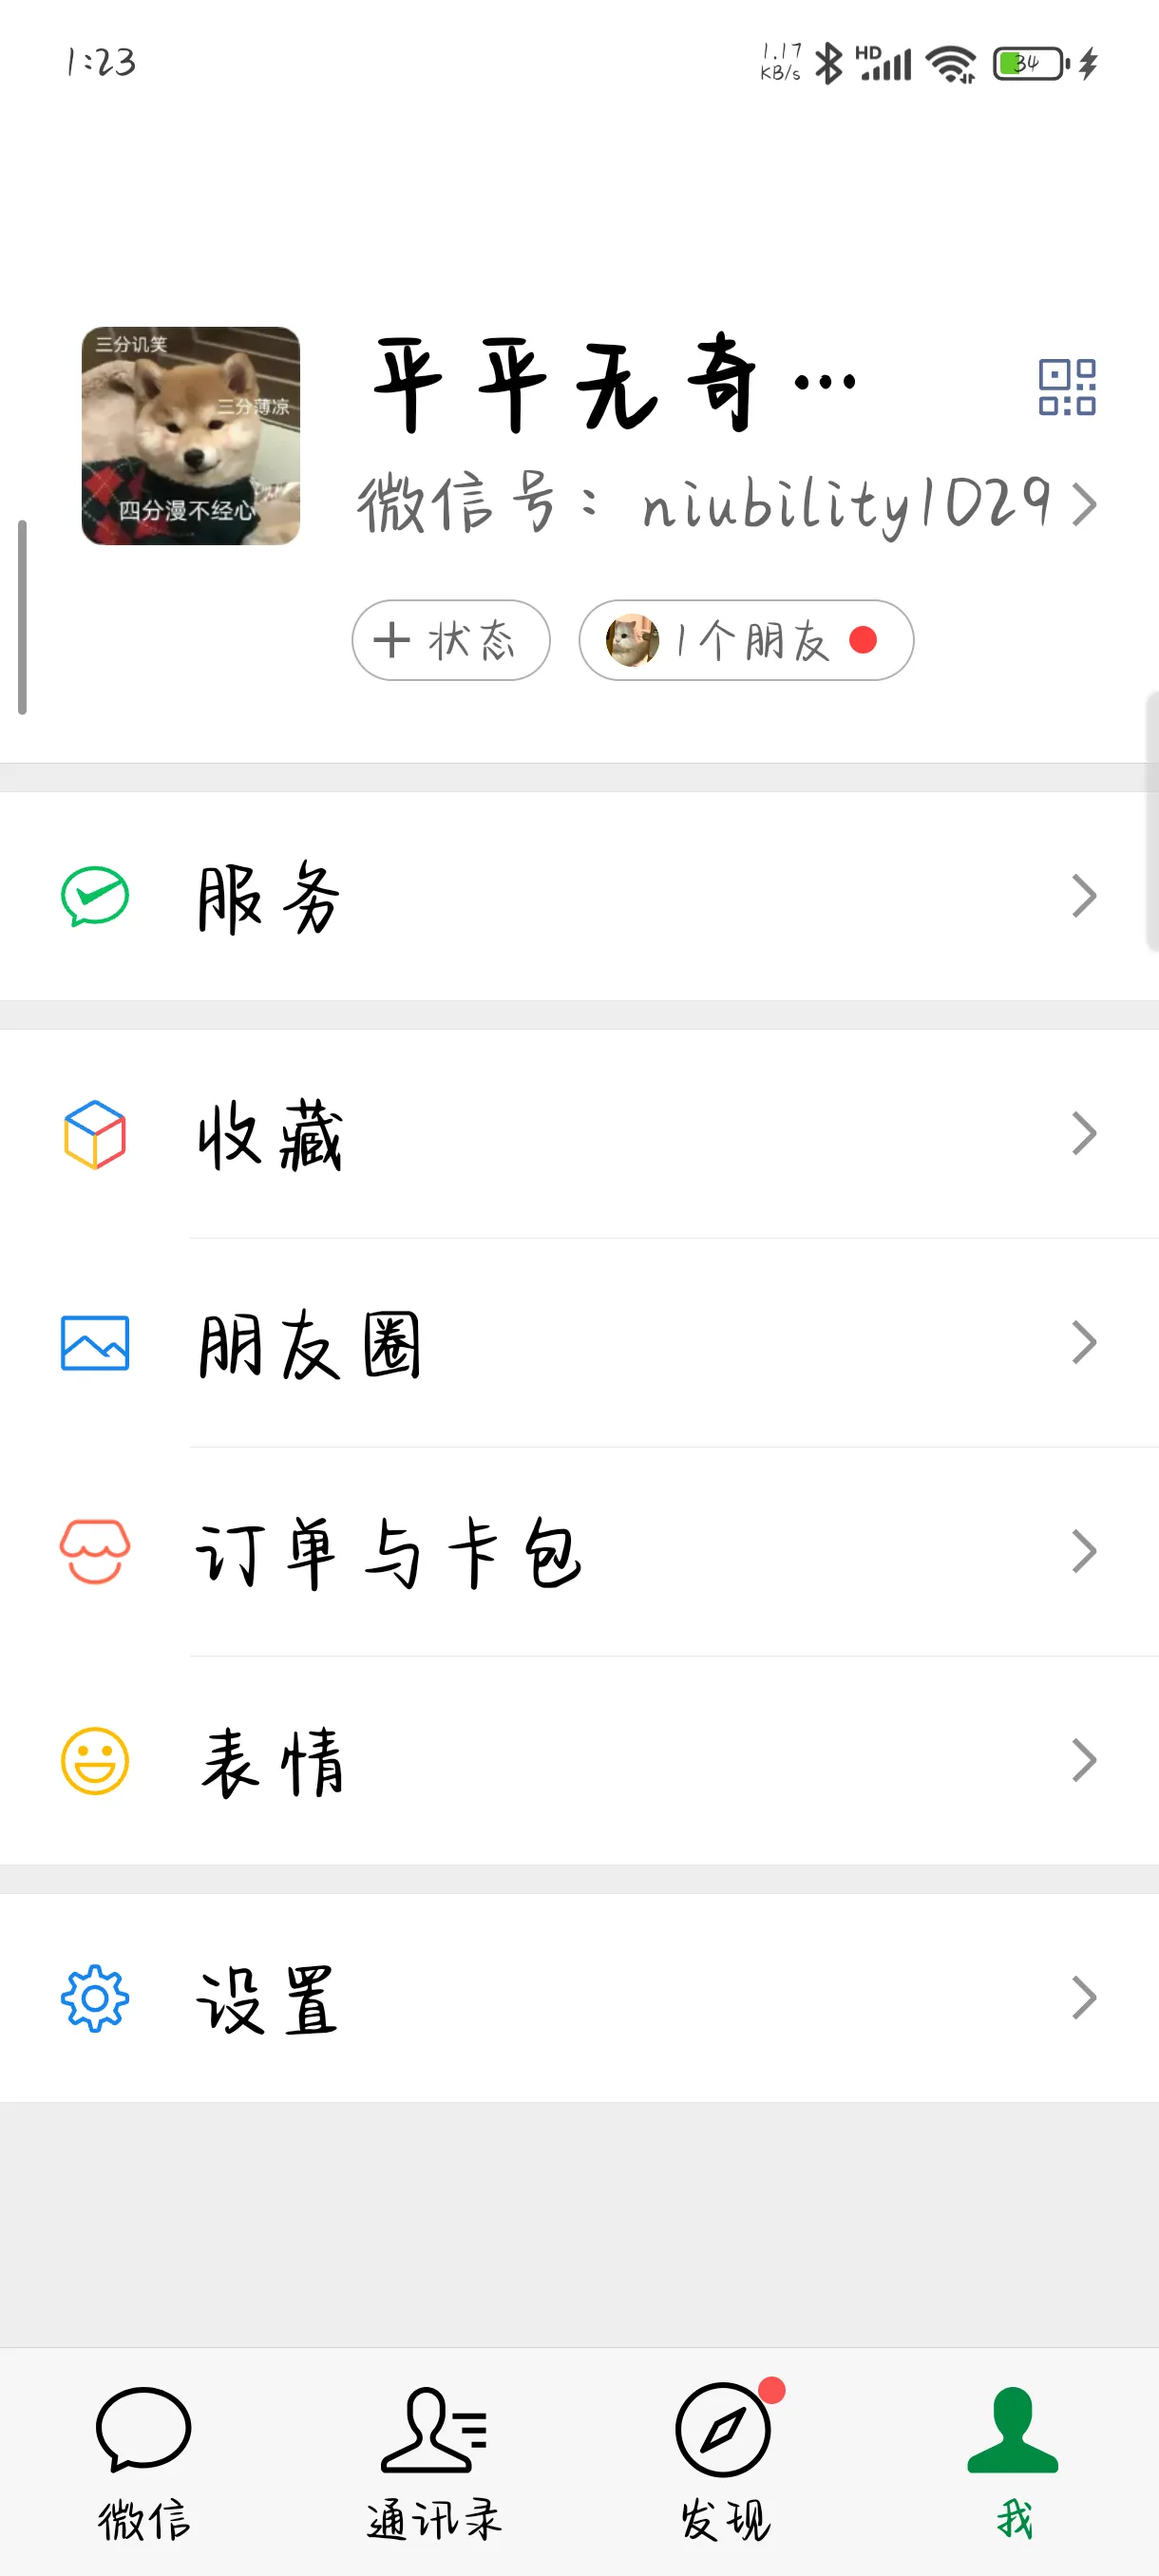 1:23
1.17
KB/s
HD
34
三分讥笑
三分薄凉
四分漫不经心
平平无奇…
微信号：niubility1029
+ 状态
1个朋友
服务
收藏
朋友圈
订单与卡包
表情
设置
微信
通讯录
发现
我